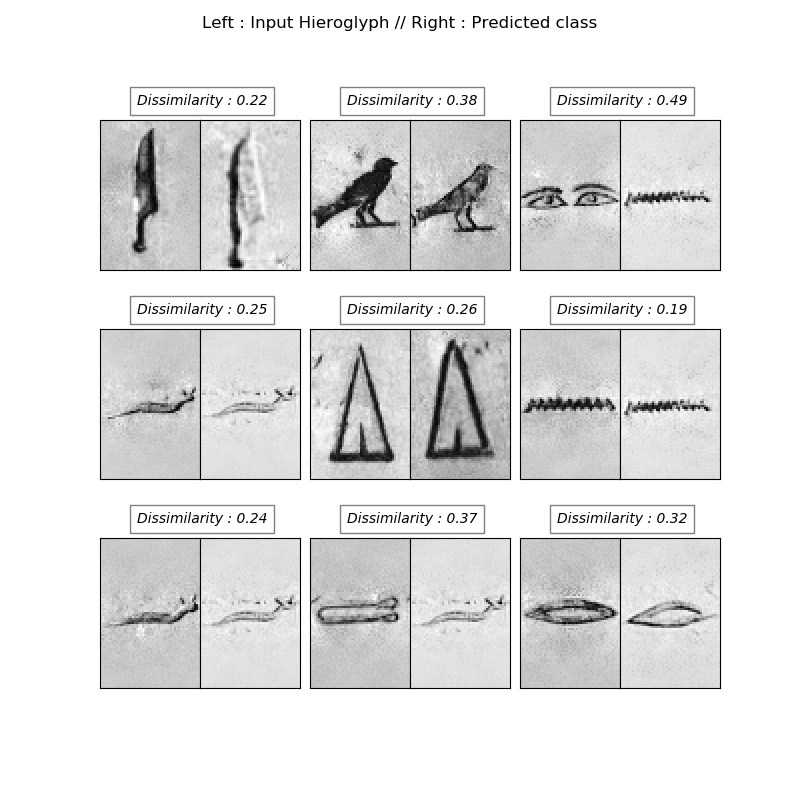 Left : Input Hieroglyph // Right : Predicted class
Dissimilarity : 0.22
Dissimilarity : 0.38
Dissimilarity : 0.49
Dissimilarity : 0.25
Dissimilarity : 0.26
Dissimilarity : 0.19
Dissimilarity : 0.24
Dissimilarity : 0.37
Dissimilarity : 0.32